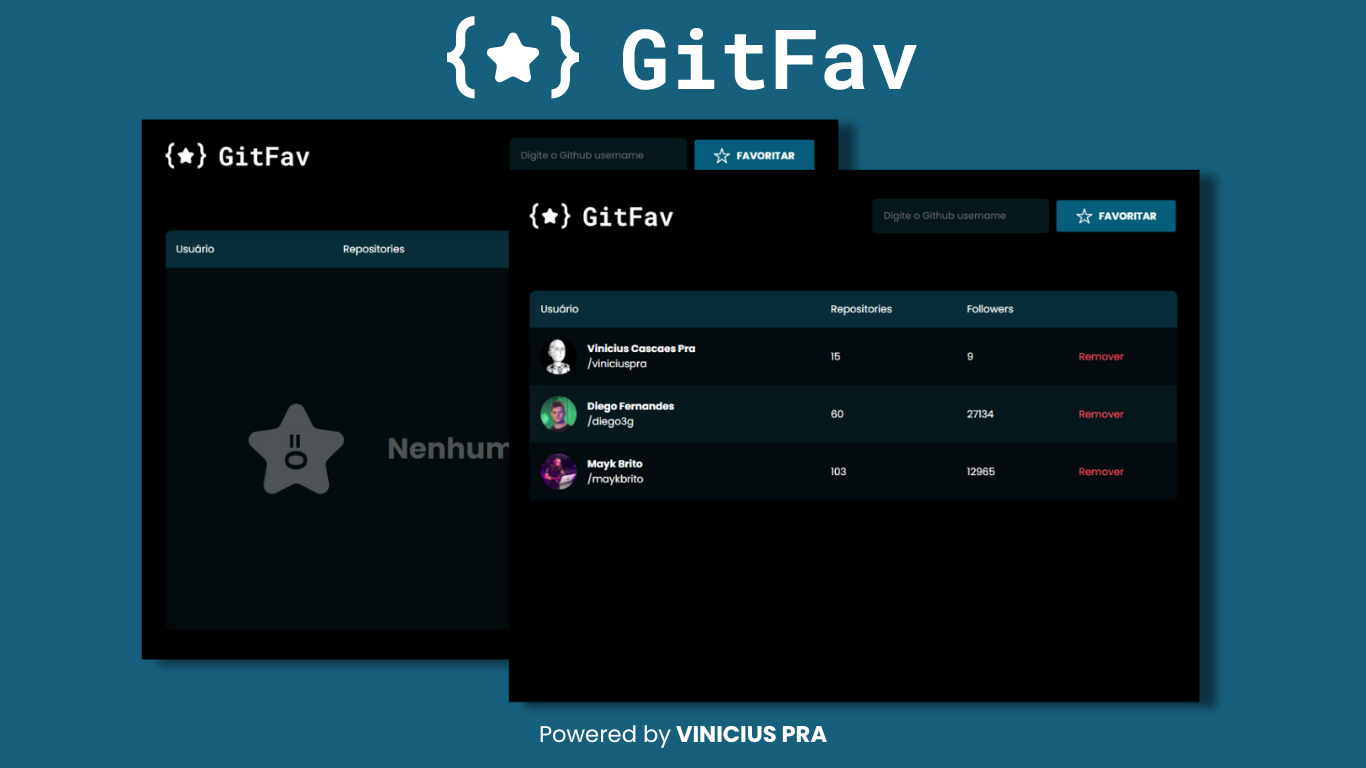 {★} GitFav
{★} GitFav
Digite o Github username
FAVORITAR
Usuário
Repositories
Nenhum
{★} GitFav
Digite o Github username
FAVORITAR
Usuário
Repositories
Followers
Vinicius Cascaes Pra
/viniciuspra
15
9
Remover
Diego Fernandes
/diego3g
60
27134
Remover
Mayk Brito
/maykbrito
103
12965
Remover
Powered by VINICIUS PRA